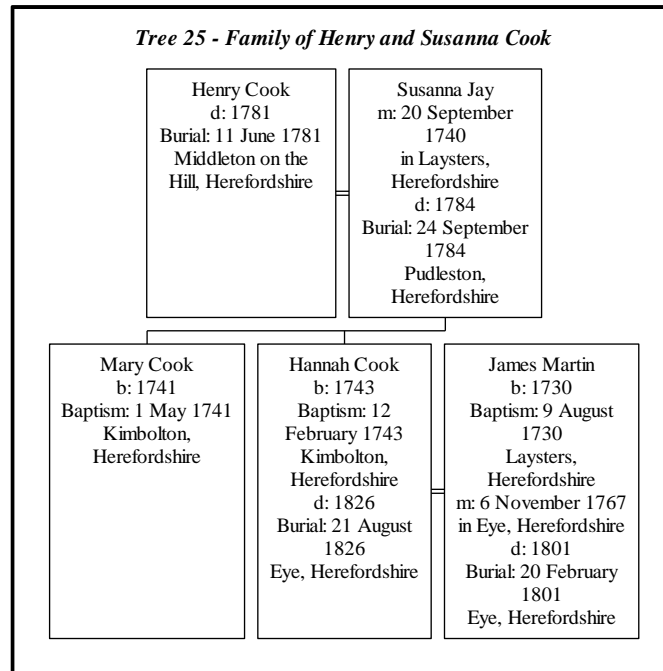 Tree 25 - Family of Henry and Susanna Cook
Henry Cook
d: 1781
Burial: 11 June 1781
Middleton on the
Hill, Herefordshire
Susanna Jay
m: 20 September
1740
in Laysters,
Herefordshire
d: 1784
Burial: 24 September
1784
Pudleston,
Herefordshire
Mary Cook
b: 1741
Baptism: 1 May 1741
Kimbolton,
Herefordshire
Hannah Cook
b: 1743
Baptism: 12
February 1743
Kimbolton,
Herefordshire
d: 1826
Burial: 21 August
1826
Eye, Herefordshire
James Martin
b: 1730
Baptism: 9 August
1730
Laysters,
Herefordshire
m: 6 November 1767
in Eye, Herefordshire
d: 1801
Burial: 20 February
1801
Eye, Herefordshire